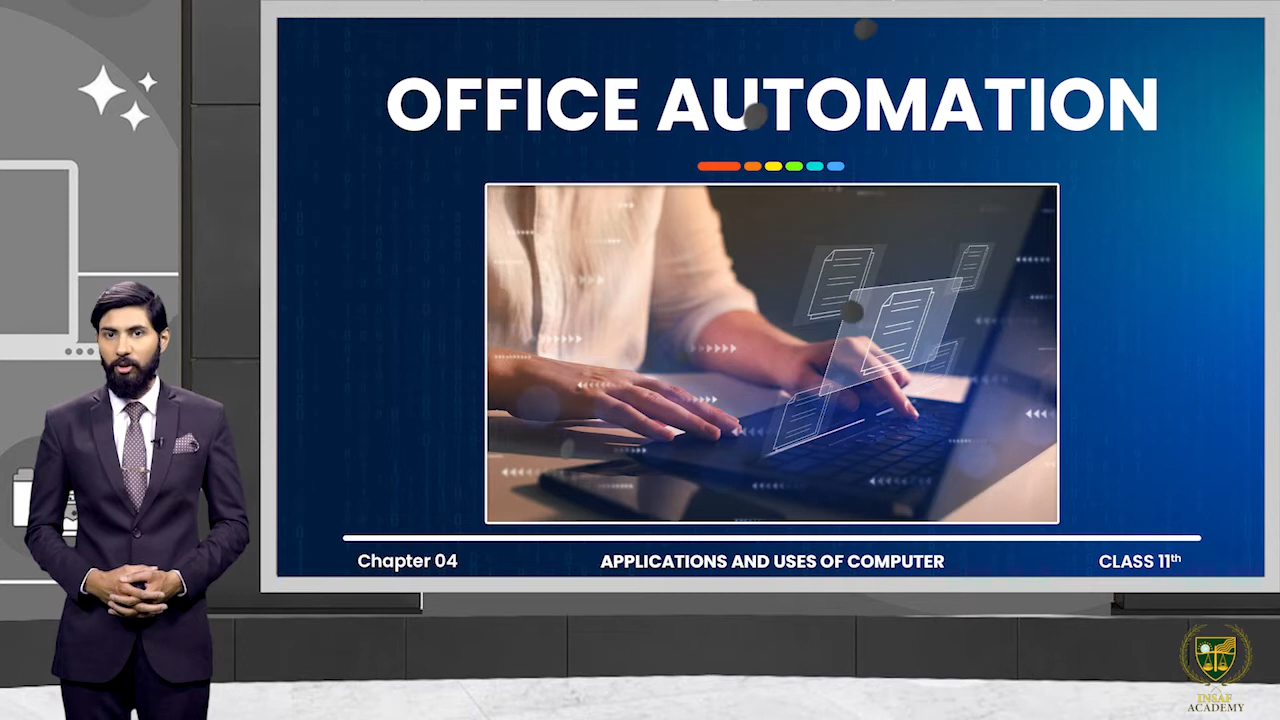 OFFICE AUTOMATION
Chapter 04
APPLICATIONS AND USES OF COMPUTER
CLASS 11th
INSAF
ACADEMY